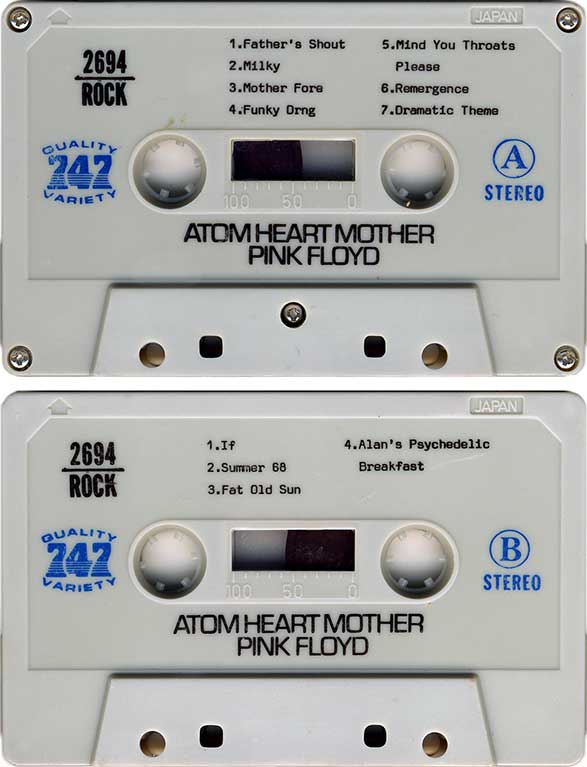 JAPAN
2694
ROCK
1.Father's Shout
2.Milky
3.Mother Fore
4.Funky Drng
5.Mind You Throats
Please
6.Remergence
7.Dramatic Theme
QUALITY
747
VARIETY
A
STEREO
100 50 0
ATOM HEART MOTHER
PINK FLOYD
JAPAN
2694
ROCK
1.If
2.Summer 68
3.Fat Old Sun
4.Alan's Psychedelic
Breakfast
QUALITY
747
VARIETY
B
STEREO
100 50 0
ATOM HEART MOTHER
PINK FLOYD